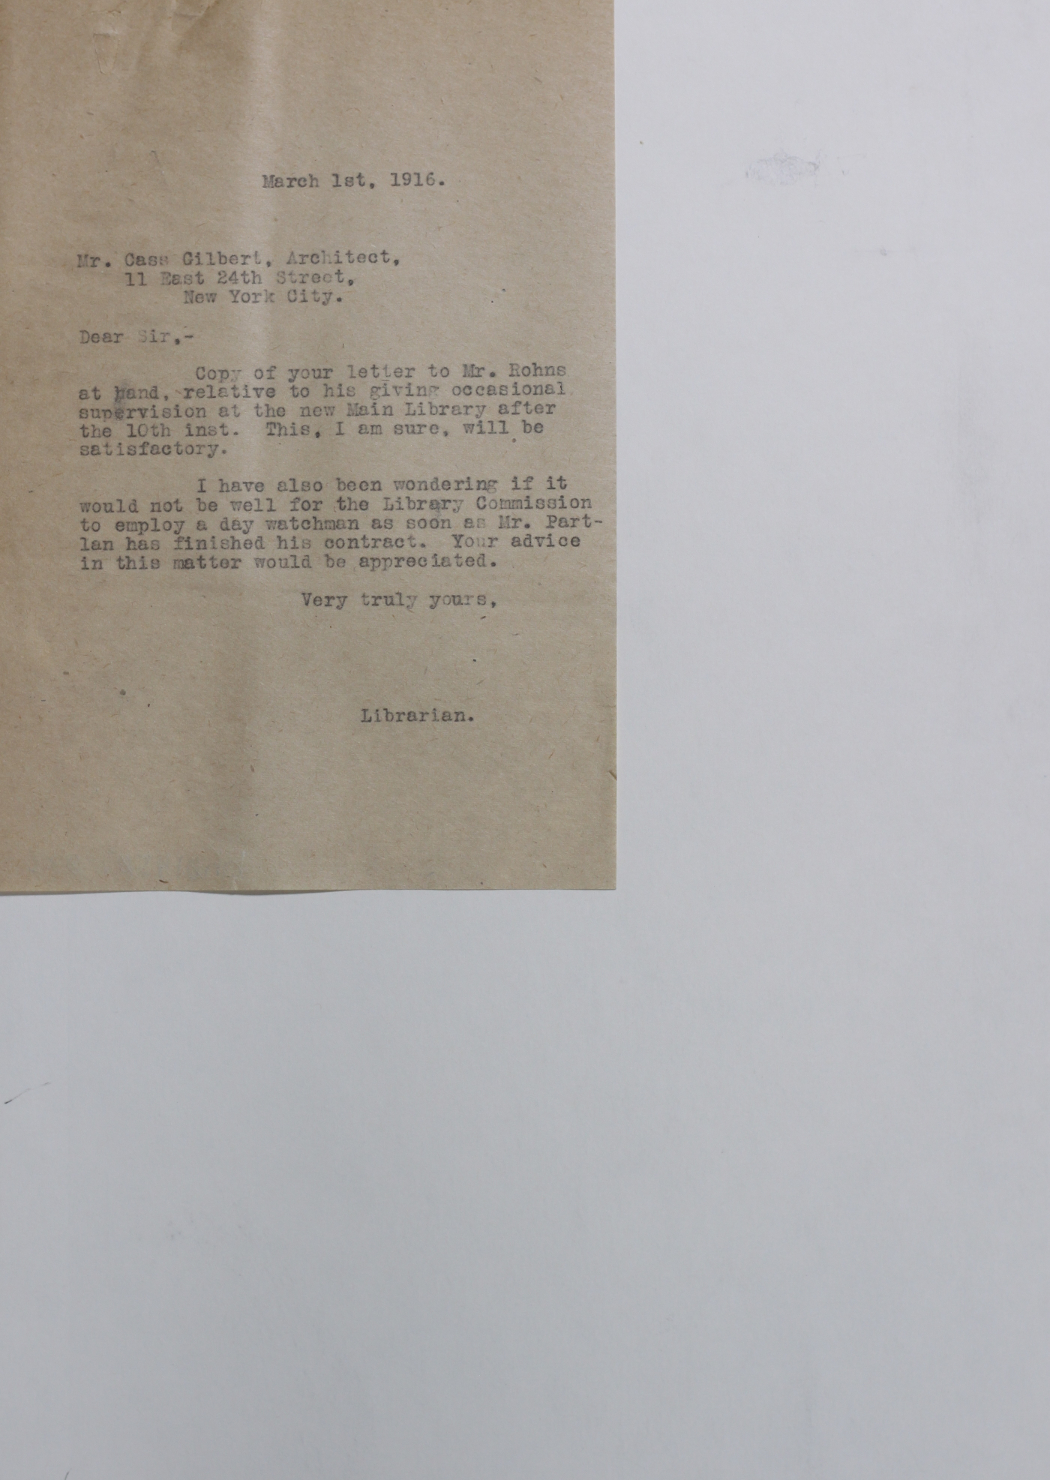 March 1st, 1916.
Mr. Cass Gilbert, Architect,
11 East 24th Street,
New York City.
Dear Sir,-
Copy of your letter to Mr. Rohns
at hand, relative to his giving occasional
supervision at the new Main Library after
the 10th inst. This, I am sure, will be
satisfactory.
I have also been wondering if it
would not be well for the Library Commission
to employ a day watchman as soon as Mr. Part-
lan has finished his contract. Your advice
in this matter would be appreciated.
Very truly yours,
Librarian.